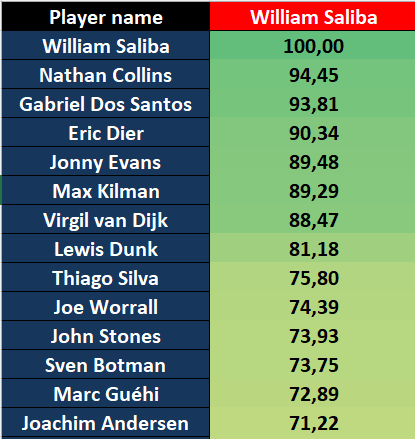 Player name William Saliba
William Saliba 100,00
Nathan Collins 94,45
Gabriel Dos Santos 93,81
Eric Dier 90,34
Jonny Evans 89,48
Max Kilman 89,29
Virgil van Dijk 88,47
Lewis Dunk 81,18
Thiago Silva 75,80
Joe Worrall 74,39
John Stones 73,93
Sven Botman 73,75
Marc Guéhi 72,89
Joachim Andersen 71,22